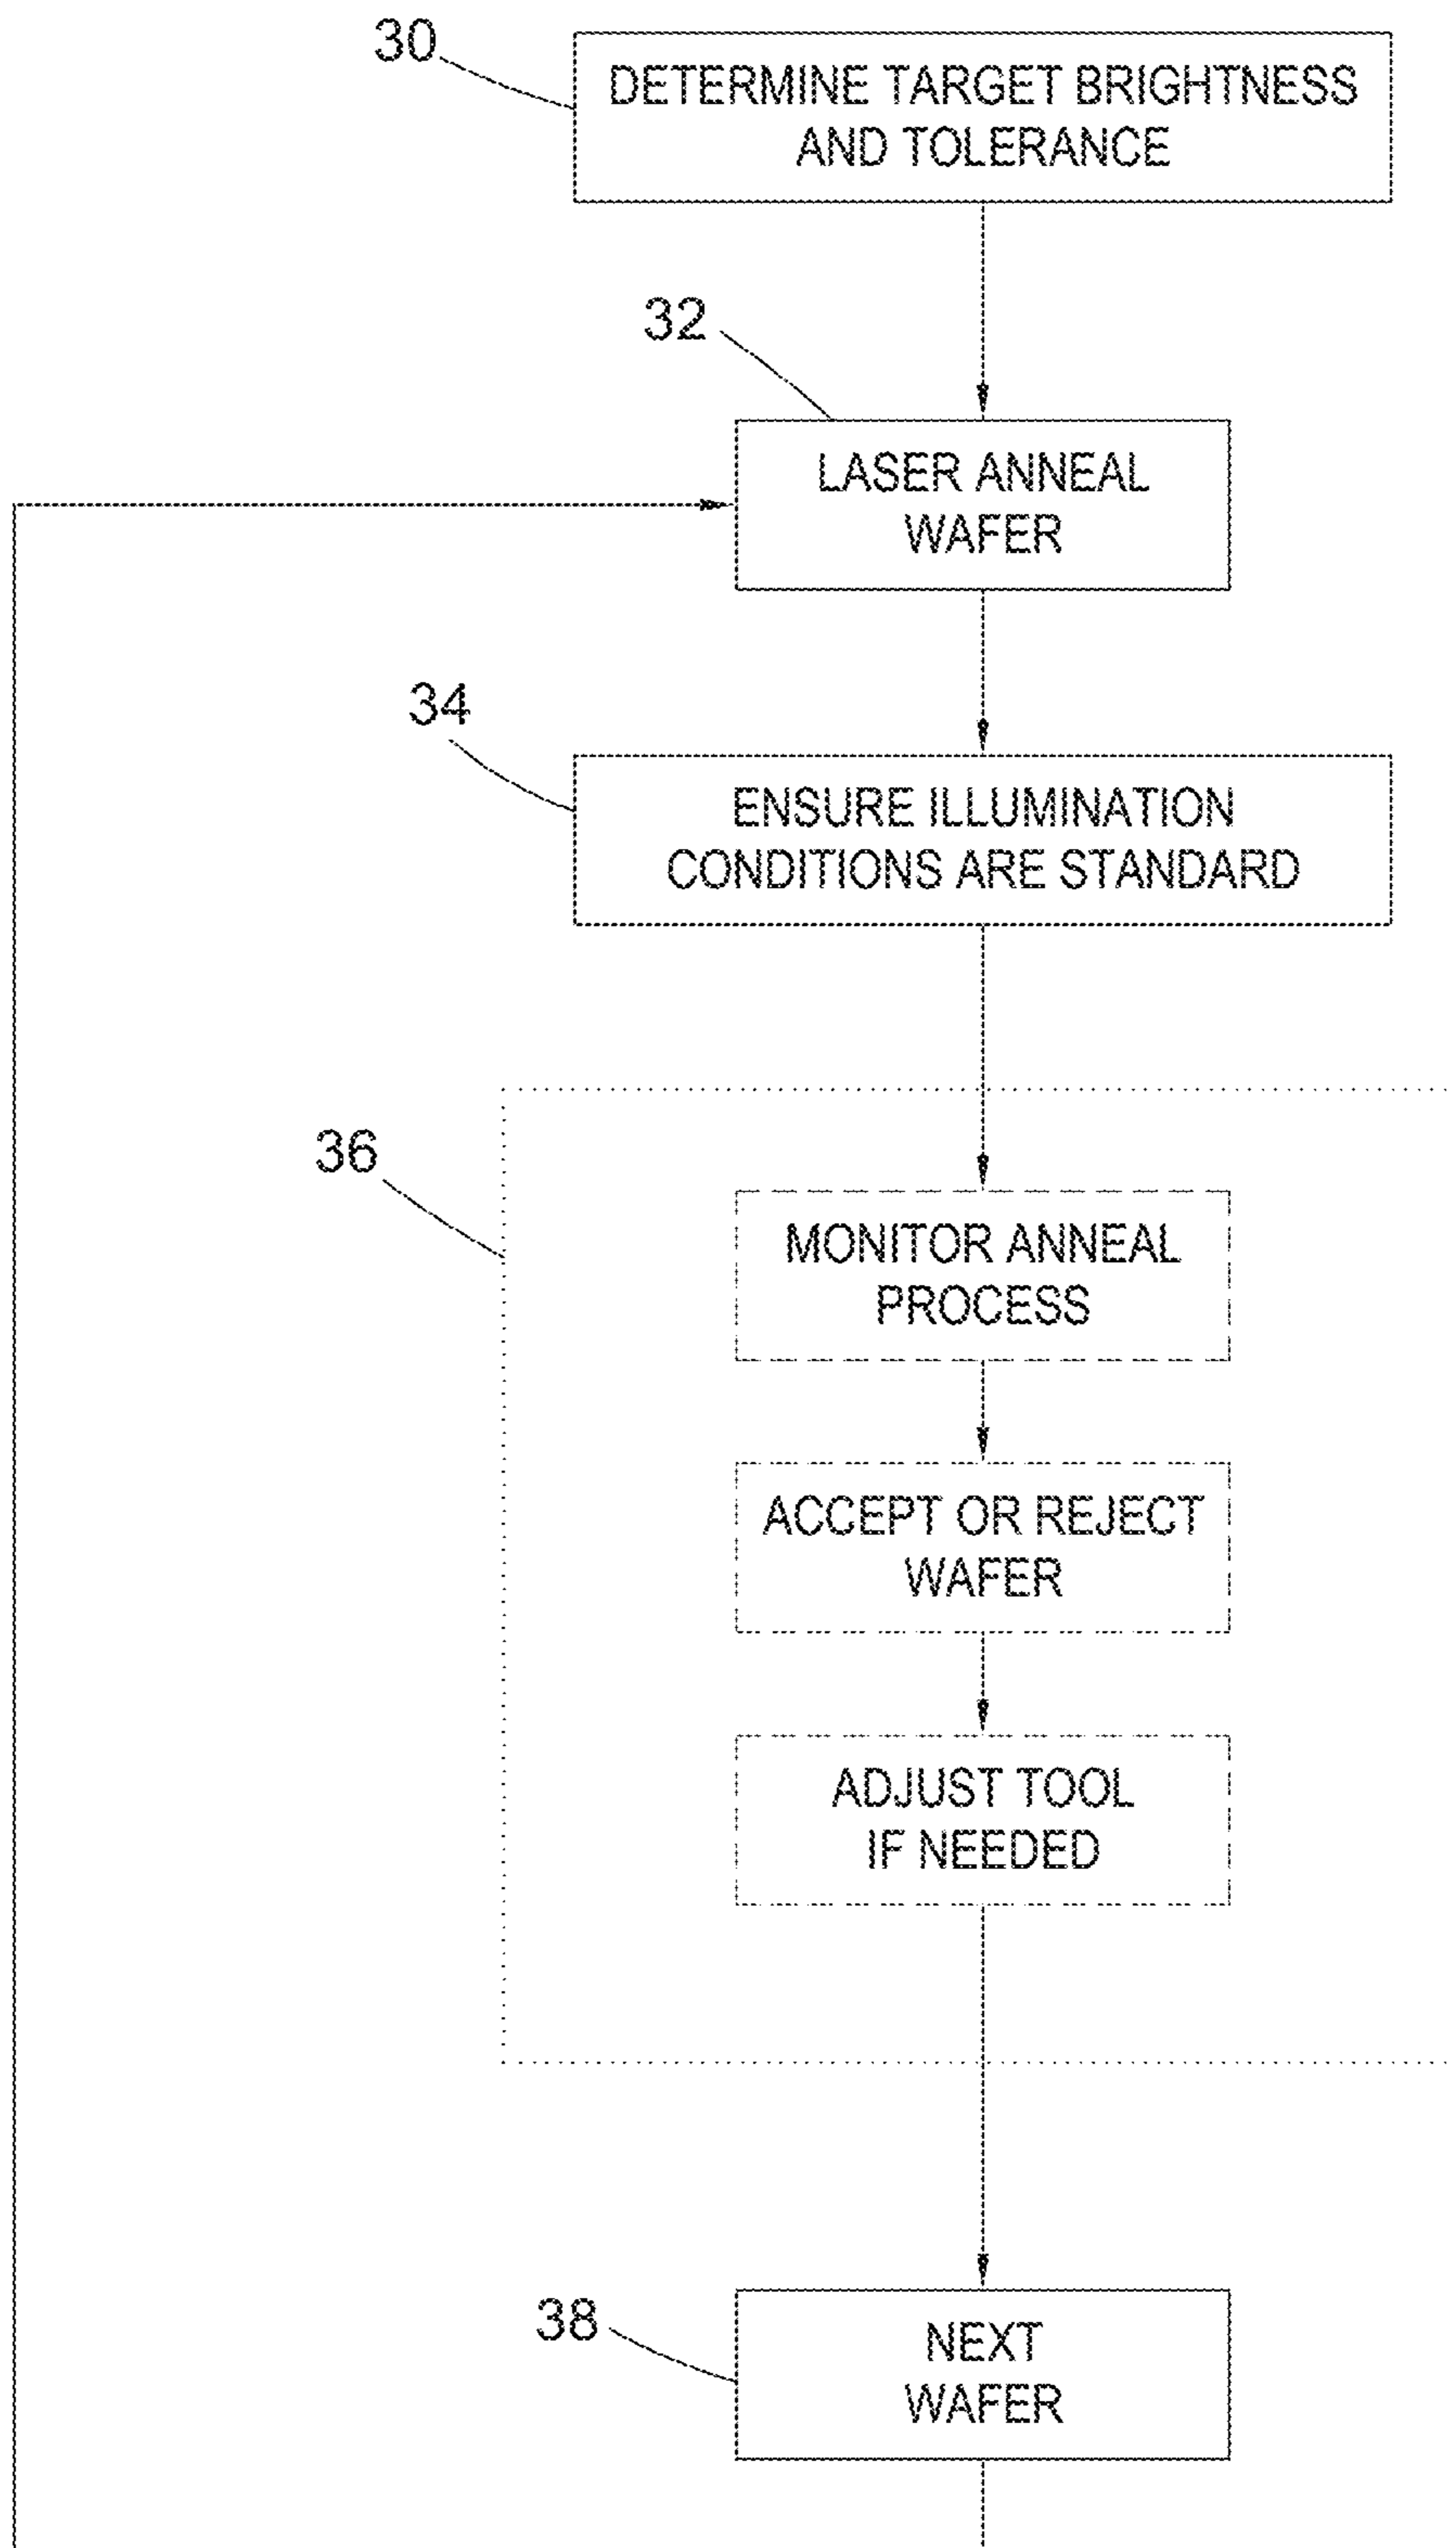 30
DETERMINE TARGET BRIGHTNESS
AND TOLERANCE
32
LASER ANNEAL
WAFER
34
ENSURE ILLUMINATION
CONDITIONS ARE STANDARD
36
MONITOR ANNEAL
PROCESS
ACCEPT OR REJECT
WAFER
ADJUST TOOL
IF NEEDED
38
NEXT
WAFER